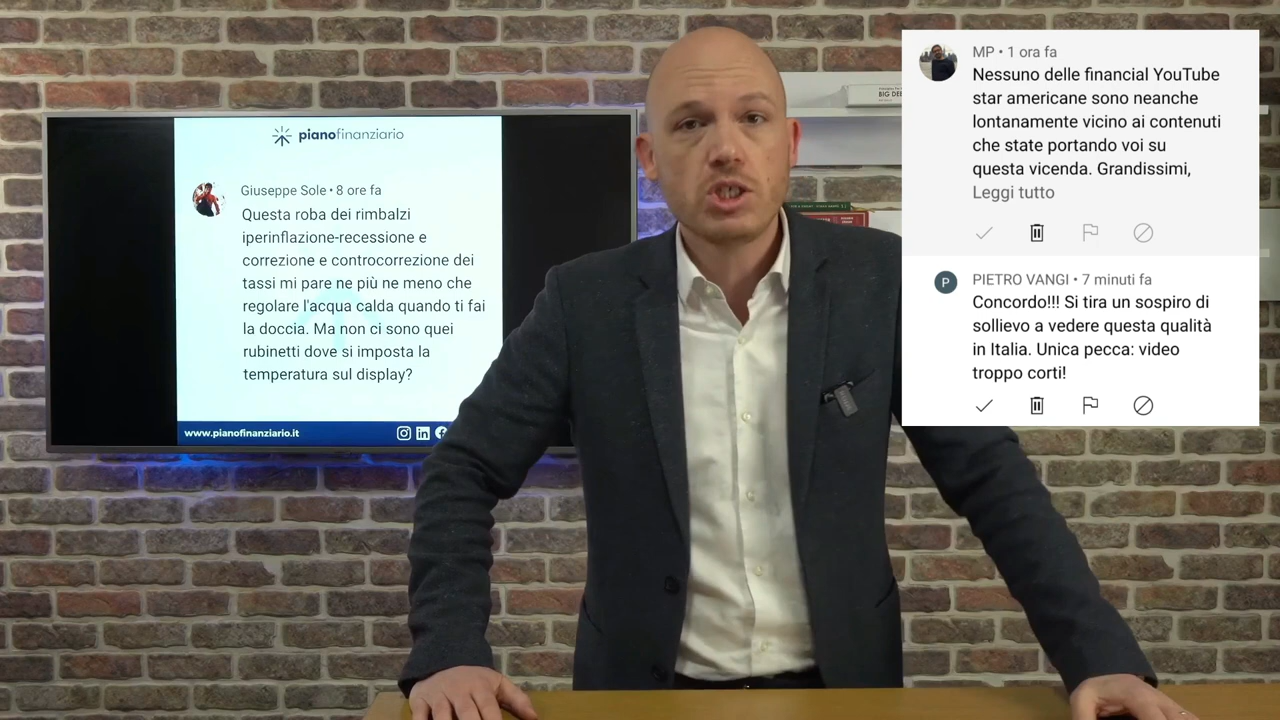 pianofinanziario
Giuseppe Sole • 8 ore fa
Questa roba dei rimbalzi
iperinflazione-recessione e
correzione e controcorrezione dei
tassi mi pare ne più ne meno che
regolare l'acqua calda quando ti fai
la doccia. Ma non ci sono quei
rubinetti dove si imposta la
temperatura sul display?
www.pianofinanziario.it
MP • 1 ora fa
Nessuno delle financial YouTube
star americane sono neanche
lontanamente vicino ai contenuti
che state portando voi su
questa vicenda. Grandissimi,
Leggi tutto
P
PIETRO VANGI • 7 minuti fa
Concordo!!! Si tira un sospiro di
sollievo a vedere questa qualità
in Italia. Unica pecca: video
troppo corti!
BIG DE